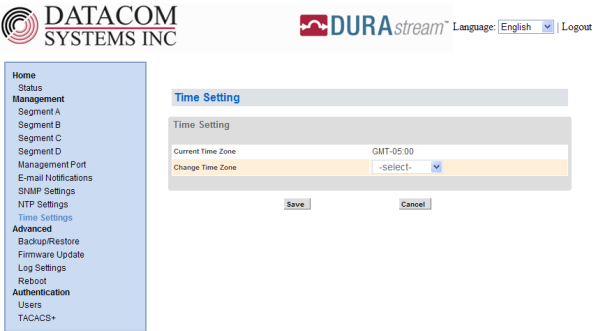 DATACOM
SYSTEMS INC
DURAstream™
Language: English | Logout
Home
Status
Management
Segment A
Segment B
Segment C
Segment D
Management Port
E-mail Notifications
SNMP Settings
NTP Settings
Time Settings
Advanced
Backup/Restore
Firmware Update
Log Settings
Reboot
Authentication
Users
TACACS+
Time Setting
Time Setting
Current Time Zone GMT-05:00
Change Time Zone -select-
Save Cancel